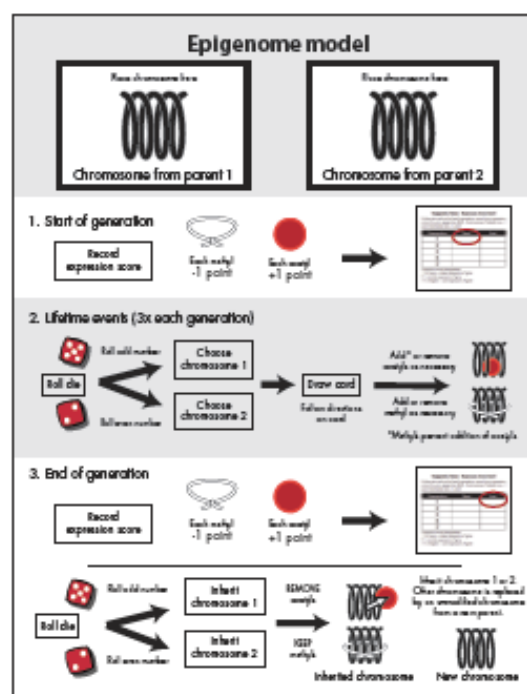 Epigenome model
Place chromosome here
Place chromosome here
Chromosome from parent 1
Chromosome from parent 2
1. Start of generation
Record
expression score
Each methyl
-1 point
Each acetyl
+1 point
2. Lifetime events (3x each generation)
Roll odd number
Roll die
Roll even number
Choose
chromosome 1
Choose
chromosome 2
Draw card
Follow directions
on card
Add* or remove
acetyls as necessary
Add or remove
methyls as necessary
*Methyls prevent addition of acetyls
3. End of generation
Record
expression score
Each methyl
-1 point
Each acetyl
+1 point
Roll odd number
Roll die
Roll even number
Inherit
chromosome 1
Inherit
chromosome 2
REMOVE
acetyls
KEEP
methyls
Inherited chromosome
Inherit chromosome 1 or 2.
Other chromosome is replaced
by an unmodified chromosome
from a new parent.
New chromosome